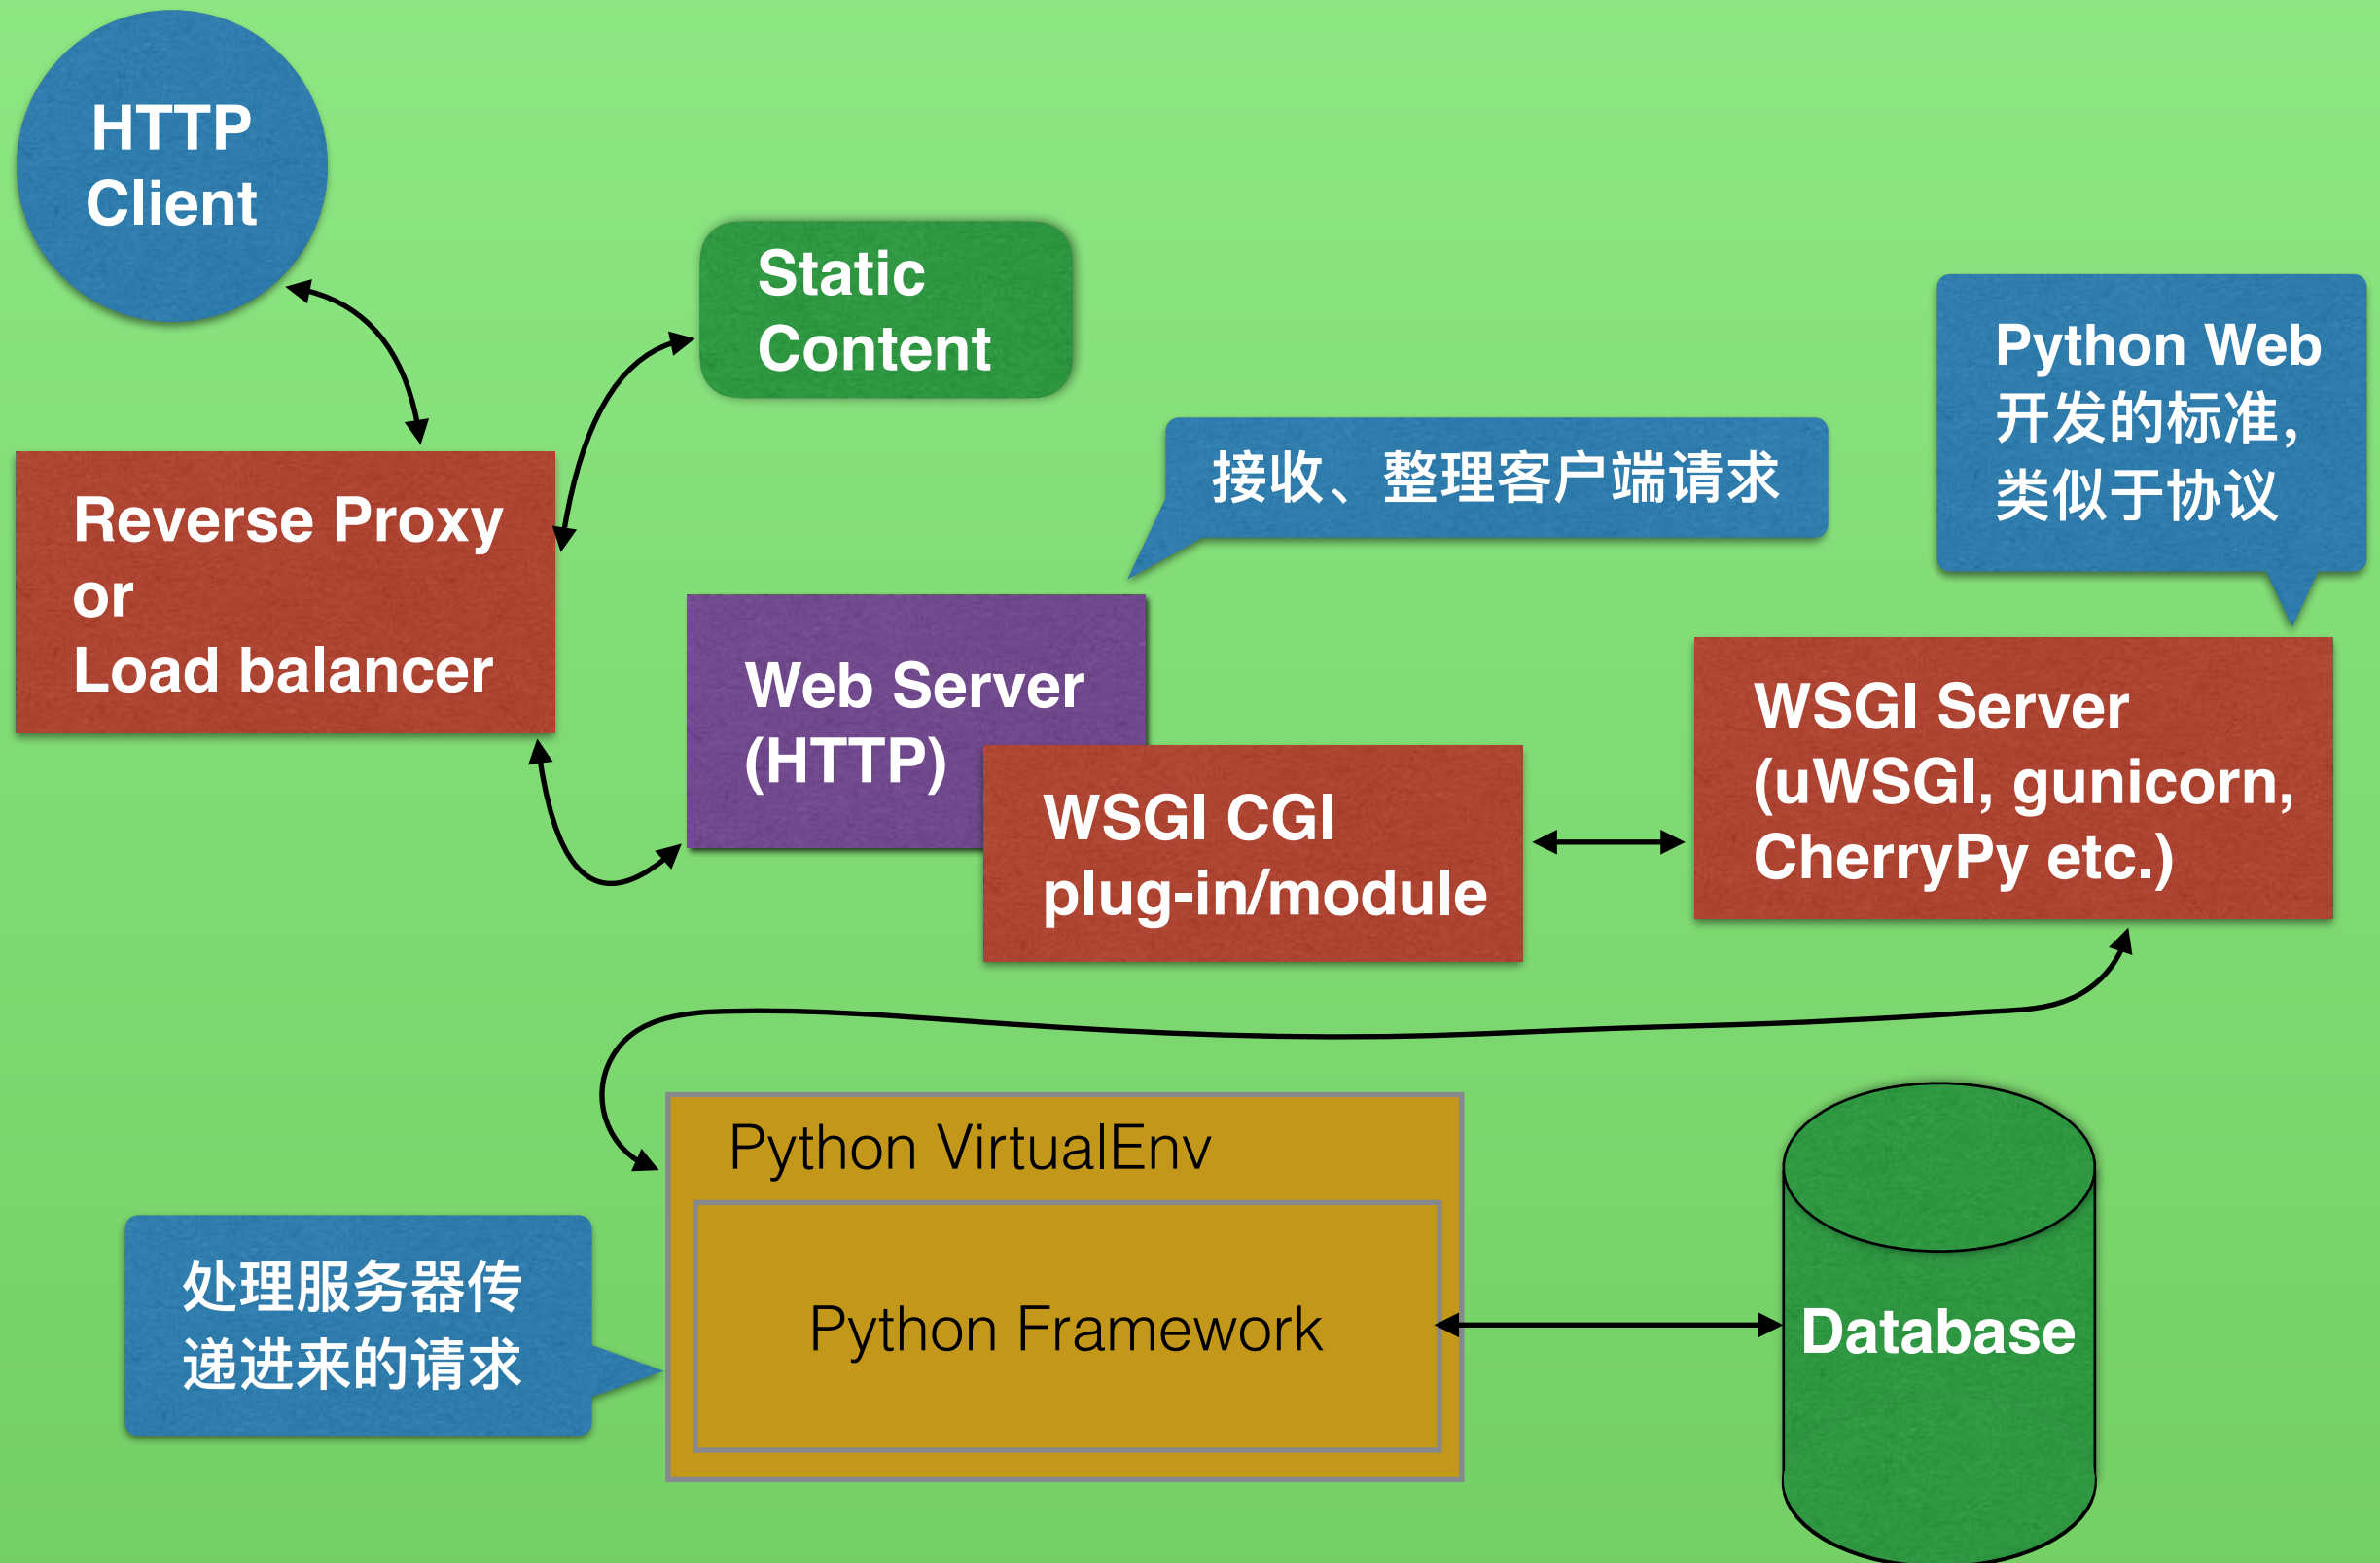 HTTP
Client
Static
Content
Python Web
开发的标准，
类似于协议
接收、整理客户端请求
Reverse Proxy
or
Load balancer
Web Server
(HTTP)
WSGI CGI
plug-in/module
WSGI Server
(uWSGI, gunicorn,
CherryPy etc.)
Python VirtualEnv
Python Framework
处理服务器传
递进来的请求
Database